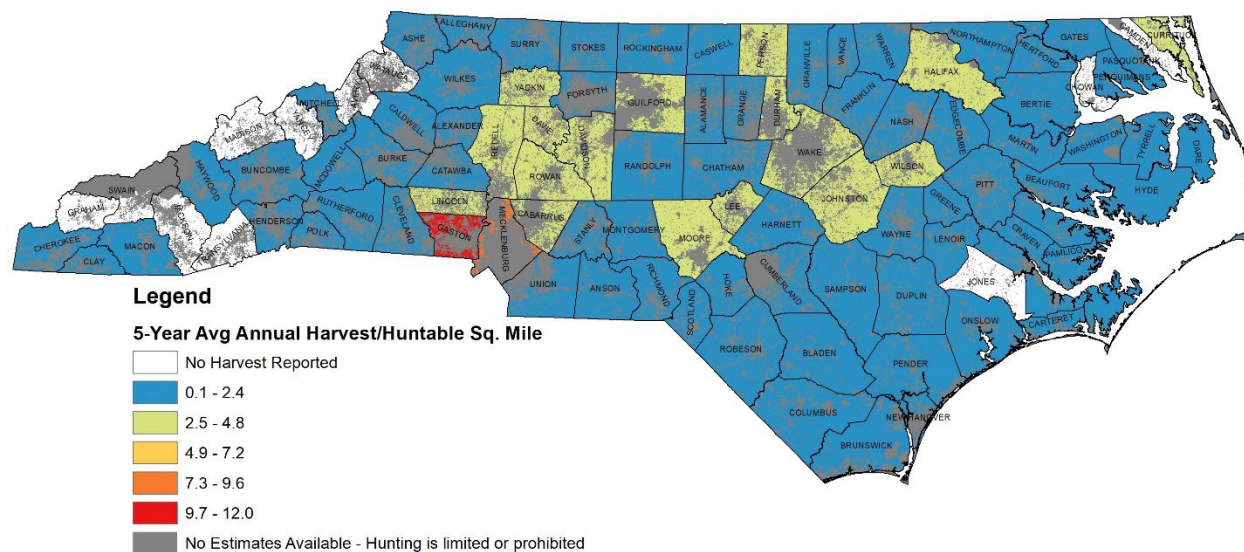 ALLEGHANY
ASHE
SURRY
STOKES
ROCKINGHAM
CASWELL
PERSON
GRANVILLE
VANCE
WARREN
NORTHAMPTON
HERTFORD
GATES
CAMDEN
CURRITUCK
PASQUOTANK
PERQUIMANS
CHOWAN
HALIFAX
BERTIE
WATAUGA
WILKES
YADKIN
FORSYTH
GUILFORD
ALAMANCE
ORANGE
DURHAM
FRANKLIN
NASH
EDGECOMBE
MARTIN
WASHINGTON
TYRRELL
DARE
MITCHELL
AVERY
CALDWELL
ALEXANDER
IREDELL
DAVIE
DAVIDSON
MADISON
YANCEY
WAKE
WILSON
PITT
BEAUFORT
HYDE
HAYWOOD
BUNCOMBE
MCDOWELL
BURKE
CATAWBA
ROWAN
RANDOLPH
CHATHAM
JOHNSTON
GREENE
SWAIN
GRAHAM
JACKSON
RUTHERFORD
CLEVELAND
LINCOLN
GASTON
MECKLENBURG
CABARRUS
STANLY
MONTGOMERY
MOORE
LEE
HARNETT
WAYNE
LENOIR
CRAVEN
PAMLICO
CHEROKEE
MACON
CLAY
TRANSYLVANIA
HENDERSON
POLK
UNION
ANSON
RICHMOND
SCOTLAND
HOKE
CUMBERLAND
SAMPSON
DUPLIN
JONES
ONSLOW
CARTERET
ROBESON
BLADEN
PENDER
COLUMBUS
NEW HANOVER
BRUNSWICK
Legend
5-Year Avg Annual Harvest/Huntable Sq. Mile
No Harvest Reported
0.1 - 2.4
2.5 - 4.8
4.9 - 7.2
7.3 - 9.6
9.7 - 12.0
No Estimates Available - Hunting is limited or prohibited